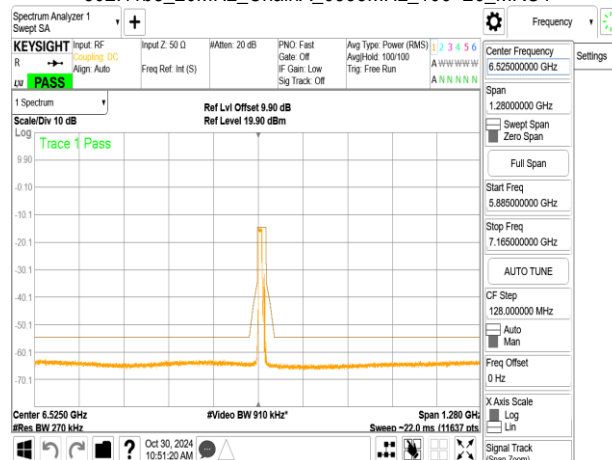 Spectrum Analyzer 1
Swept SA
Frequency
KEYSIGHT
R
LXI
PASS
Input: RF
Coupling: DC
Align: Auto
Input Z: 50 Ω
Freq Ref: Int (S)
#Atten: 20 dB
PNO: Fast
Gate: Off
IF Gain: Low
Sig Track: Off
Avg Type: Power (RMS)
Avg|Hold: 100/100
Trig: Free Run
1 2 3 4 5 6
A W W W W W
A N N N N N
1 Spectrum
Scale/Div 10 dB
Ref Lvl Offset 9.90 dB
Ref Level 19.90 dBm
Log
Trace 1 Pass
9.90
-0.10
-10.1
-20.1
-30.1
-40.1
-50.1
-60.1
-70.1
Center 6.5250 GHz
#Video BW 910 kHz*
Span 1.280 GHz
#Res BW 270 kHz
Sweep ~22.0 ms (11637 pts
Oct 30, 2024
10:51:20 AM
Settings
Center Frequency
6.525000000 GHz
Span
1.28000000 GHz
Swept Span
Zero Span
Full Span
Start Freq
5.885000000 GHz
Stop Freq
7.165000000 GHz
AUTO TUNE
CF Step
128.000000 MHz
Auto
Man
Freq Offset
0 Hz
X Axis Scale
Log
Lin
Signal Track
(Span Zoom)